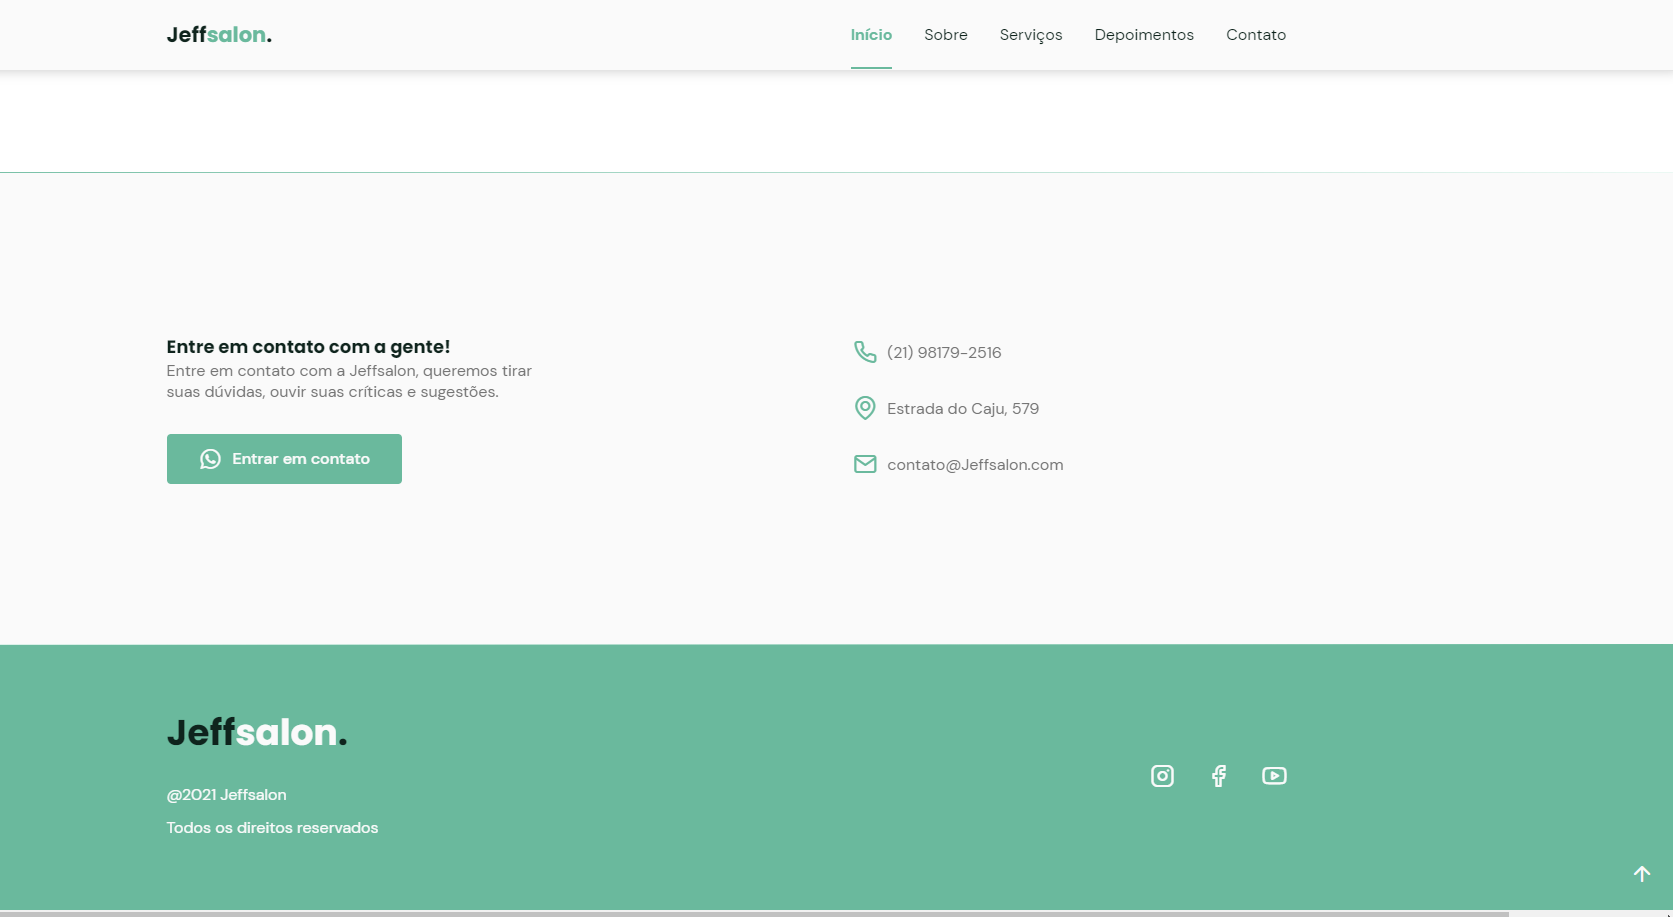 Jeffsalon.
Início Sobre Serviços Depoimentos Contato
Entre em contato com a gente!
Entre em contato com a Jeffsalon, queremos tirar
suas dúvidas, ouvir suas críticas e sugestões.
Entrar em contato
(21) 98179-2516
Estrada do Caju, 579
contato@Jeffsalon.com
Jeffsalon.
@2021 Jeffsalon
Todos os direitos reservados